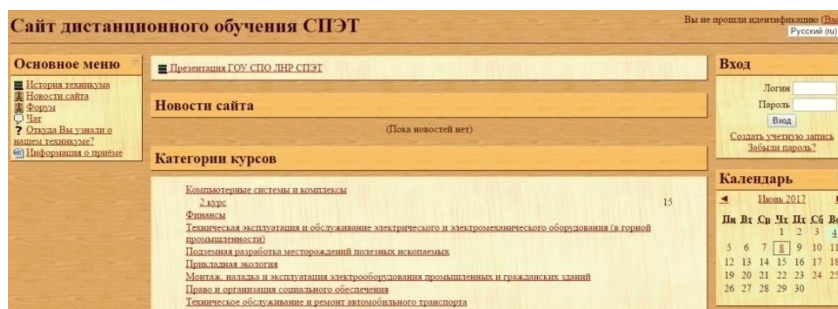 Сайт дистанционного обучения СПЭТ
Вы не прошли идентификацию
Русский (ru)
Основное меню
История техникума
Новости сайта
Форум
Чат
Откуда Вы узнали о
нашем техникуме?
Информация о приёме
Презентация ГОУ СПО ЛНР СПЭТ
Новости сайта
(Пока новостей нет)
Категории курсов
Компьютерные системы и комплексы
2 курс 15
Финансы
Техническая эксплуатация и обслуживание электрического и электромеханического оборудования (в горной
промышленности)
Подземная разработка месторождений полезных ископаемых
Прикладная экология
Монтаж, наладка и эксплуатация электрооборудования промышленных и гражданских зданий
Право и организация социального обеспечения
Техническое обслуживание и ремонт автомобильного транспорта
Вход
Логин
Пароль
Вход
Создать учетную запись
Забыли пароль?
Календарь
Июнь 2017
Пн Вт Ср Чт Пт Сб Вс
1 2 3 4
5 6 7 8 9 10 11
12 13 14 15 16 17 18
19 20 21 22 23 24 25
26 27 28 29 30